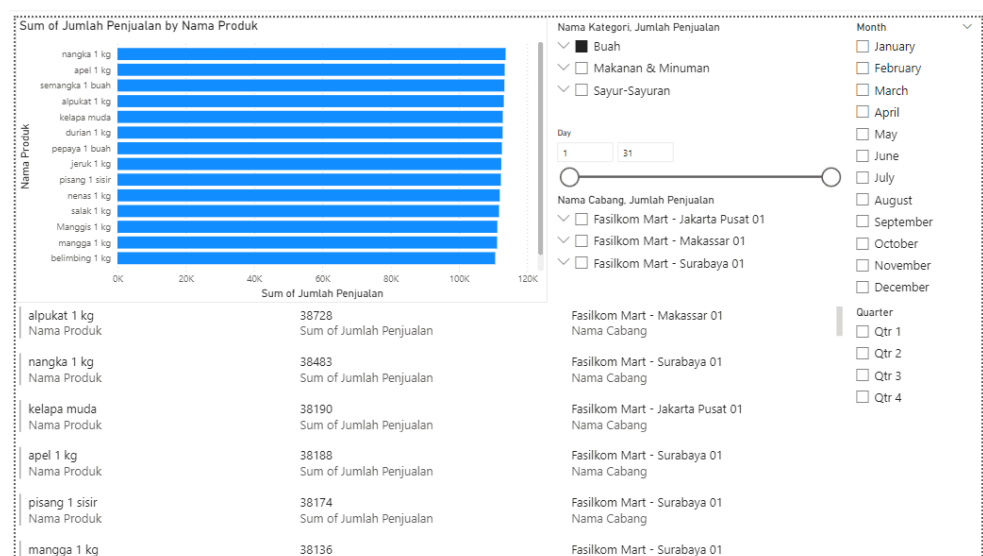 Sum of Jumlah Penjualan by Nama Produk
Nama Produk
nangka 1 kg
apel 1 kg
semangka 1 buah
alpukat 1 kg
kelapa muda
durian 1 kg
pepaya 1 buah
jeruk 1 kg
pisang 1 sisir
nenas 1 kg
salak 1 kg
Manggis 1 kg
mangga 1 kg
belimbing 1 kg
0K 20K 40K 60K 80K 100K 120K
Sum of Jumlah Penjualan
Nama Kategori, Jumlah Penjualan
Buah
Makanan & Minuman
Sayur-Sayuran
Day
1 31
Nama Cabang, Jumlah Penjualan
Fasilkom Mart - Jakarta Pusat 01
Fasilkom Mart - Makassar 01
Fasilkom Mart - Surabaya 01
Month
January
February
March
April
May
June
July
August
September
October
November
December
Quarter
Qtr 1
Qtr 2
Qtr 3
Qtr 4
alpukat 1 kg 38728 Fasilkom Mart - Makassar 01
Nama Produk Sum of Jumlah Penjualan Nama Cabang
nangka 1 kg 38483 Fasilkom Mart - Surabaya 01
Nama Produk Sum of Jumlah Penjualan Nama Cabang
kelapa muda 38190 Fasilkom Mart - Jakarta Pusat 01
Nama Produk Sum of Jumlah Penjualan Nama Cabang
apel 1 kg 38188 Fasilkom Mart - Surabaya 01
Nama Produk Sum of Jumlah Penjualan Nama Cabang
pisang 1 sisir 38174 Fasilkom Mart - Surabaya 01
Nama Produk Sum of Jumlah Penjualan Nama Cabang
mangga 1 kg 38136 Fasilkom Mart - Surabaya 01